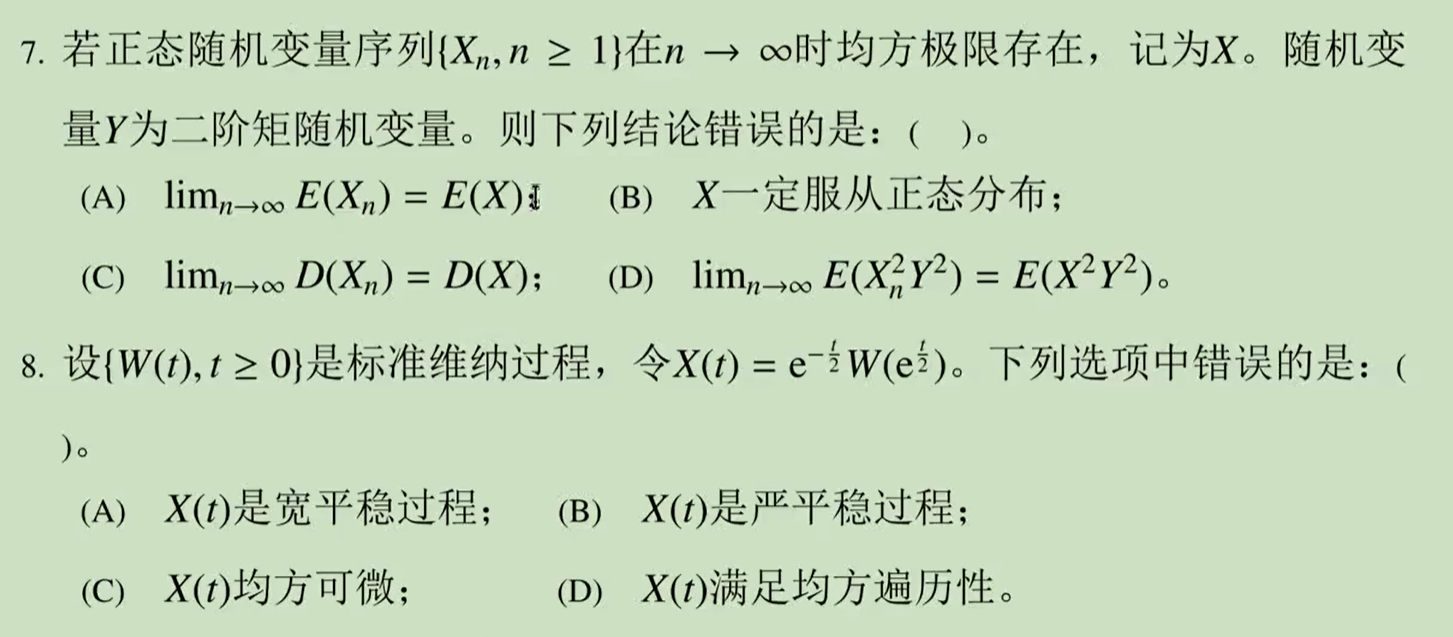 7. 若正态随机变量序列{Xₙ, n ≥ 1}在n → ∞时均方极限存在，记为X。随机变
量Y为二阶矩随机变量。则下列结论错误的是：( )。
(A) limₙ→∞ E(Xₙ) = E(X); (B) X一定服从正态分布；
(C) limₙ→∞ D(Xₙ) = D(X); (D) limₙ→∞ E(Xₙ²Y²) = E(X²Y²)。
8. 设{W(t), t ≥ 0}是标准维纳过程，令X(t) = e^{-t/2}W(e^{t/2})。下列选项中错误的是：(
)。
(A) X(t)是宽平稳过程； (B) X(t)是严平稳过程；
(C) X(t)均方可微； (D) X(t)满足均方遍历性。